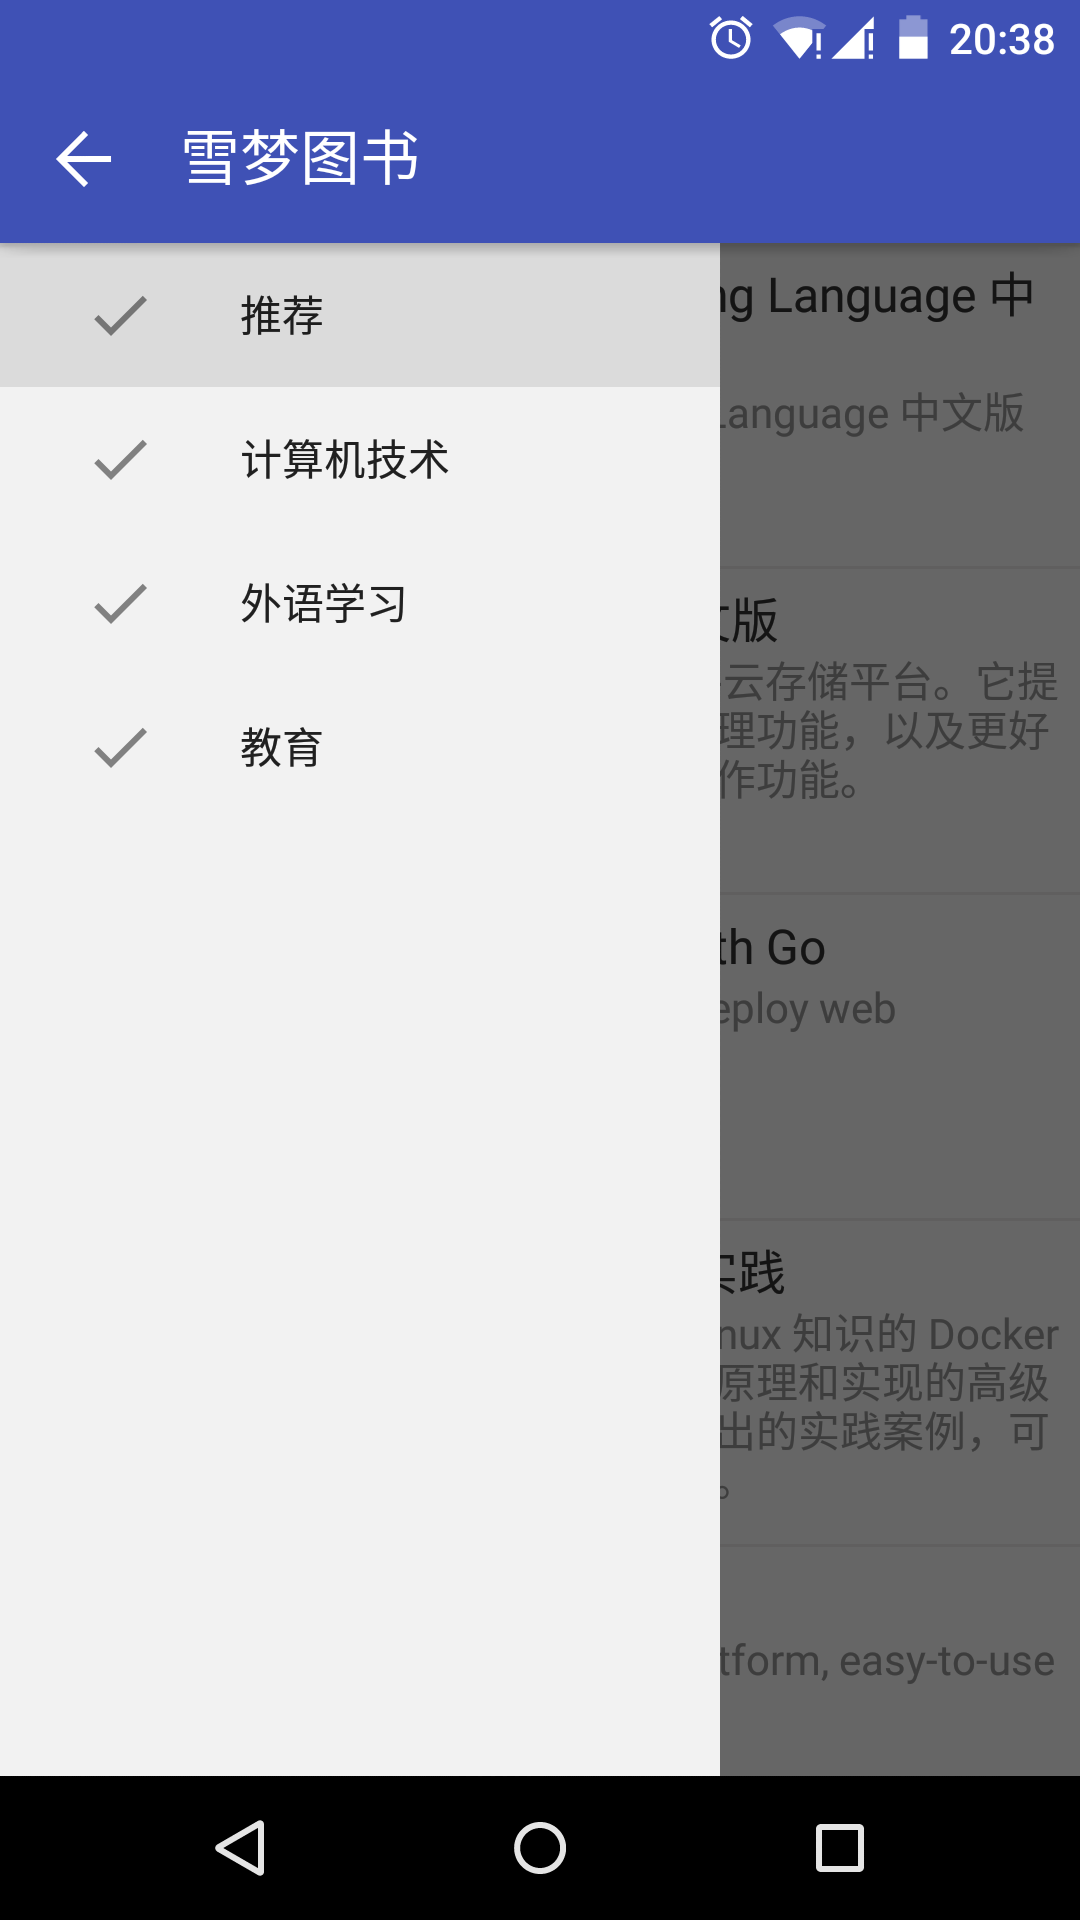 20:38
雪梦图书
推荐
计算机技术
外语学习
教育
ng Language 中
Language 中文版
文版
云存储平台。它提
理功能，以及更好
作功能。
th Go
eploy web
实践
nux 知识的 Docker
原理和实现的高级
出的实践案例，可
。
tform, easy-to-use